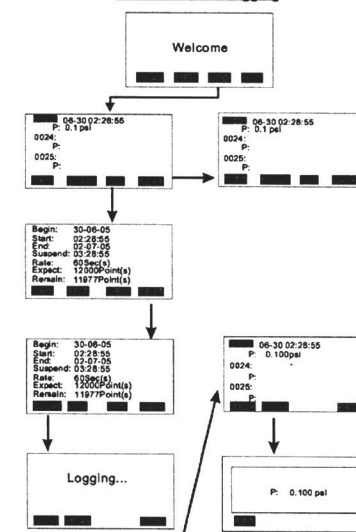 Welcome
06-30 02:28:55
P: 0.1 psi
0024:
P:
0025:
P:
06-30 02:28:55
P: 0.1 psi
0024:
P:
0025:
P:
Begin: 30-06-05
Start: 02:28:55
End: 02-07-05
Suspend: 03:28:55
Rate: 60Sec(s)
Expect: 12000Point(s)
Remain: 11977Point(s)
Begin: 30-06-05
Start: 02:28:55
End: 02-07-05
Suspend: 03:28:55
Rate: 60Sec(s)
Expect: 12000Point(s)
Remain: 11977Point(s)
06-30 02:28:55
P: 0.100psi
0024:
P:
0025:
P:
Logging...
P: 0.100 psi